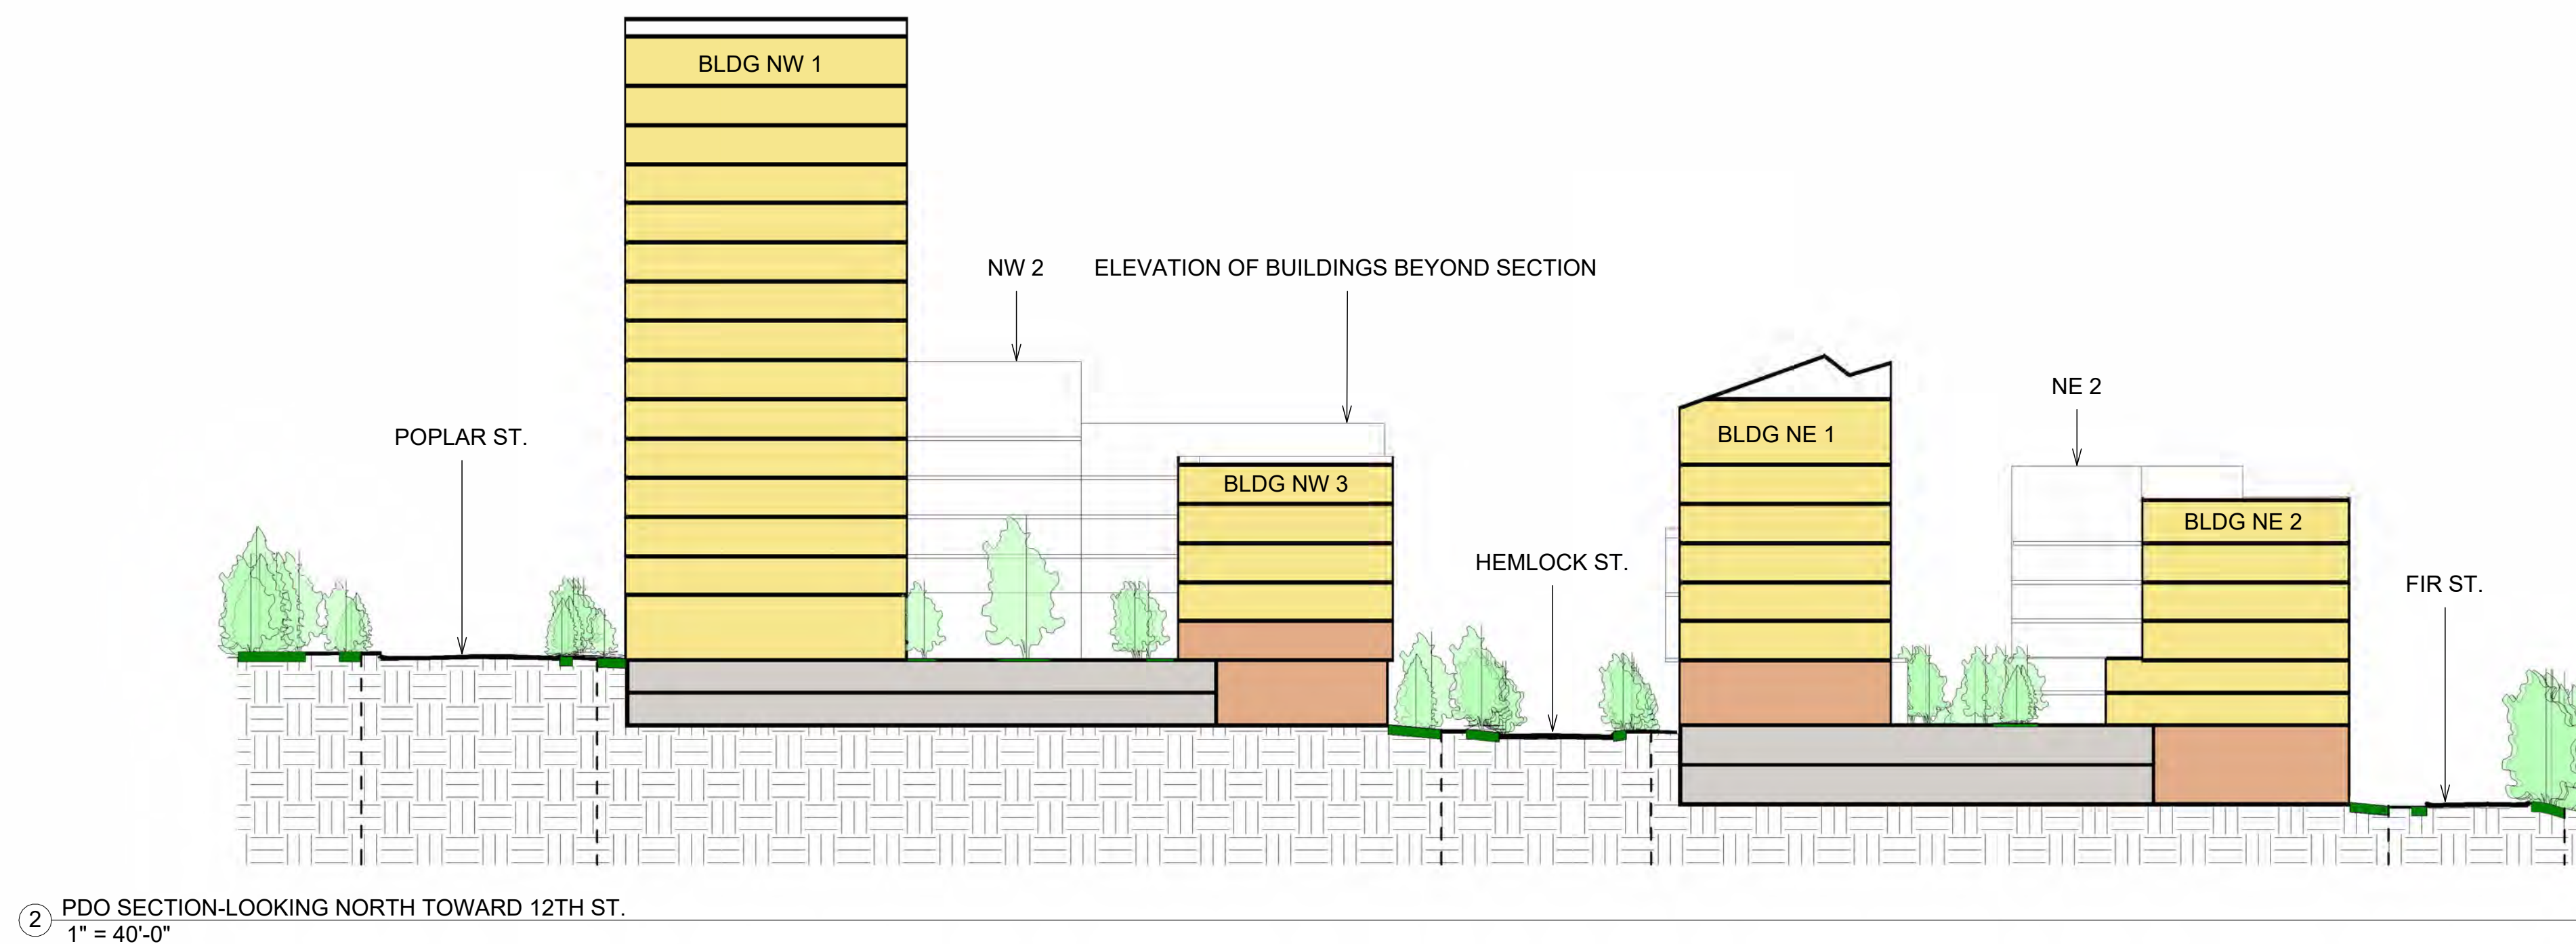 BLDG NW 1
NW 2
ELEVATION OF BUILDINGS BEYOND SECTION
NE 2
POPLAR ST.
BLDG NE 1
BLDG NW 3
BLDG NE 2
HEMLOCK ST.
FIR ST.
2
PDO SECTION-LOOKING NORTH TOWARD 12TH ST.
1" = 40'-0"